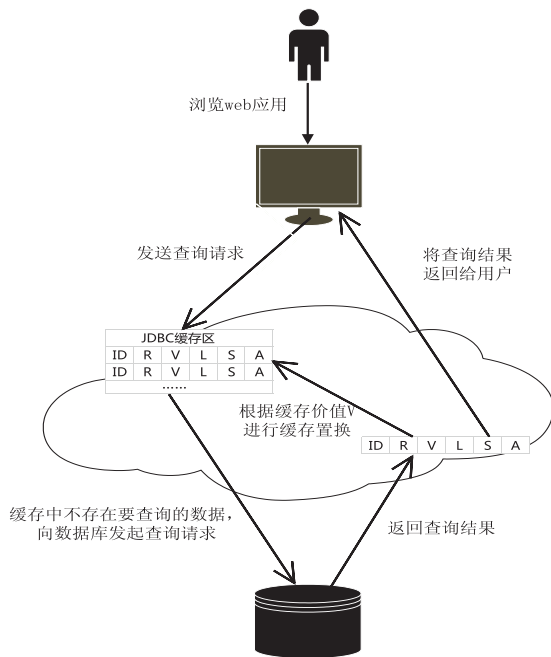 浏览web应用
发送查询请求
将查询结果
返回给用户
JDBC缓存区
ID R V L S A
ID R V L S A
……
根据缓存价值V
进行缓存置换
ID R V L S A
缓存中不存在要查询的数据，
向数据库发起查询请求
返回查询结果